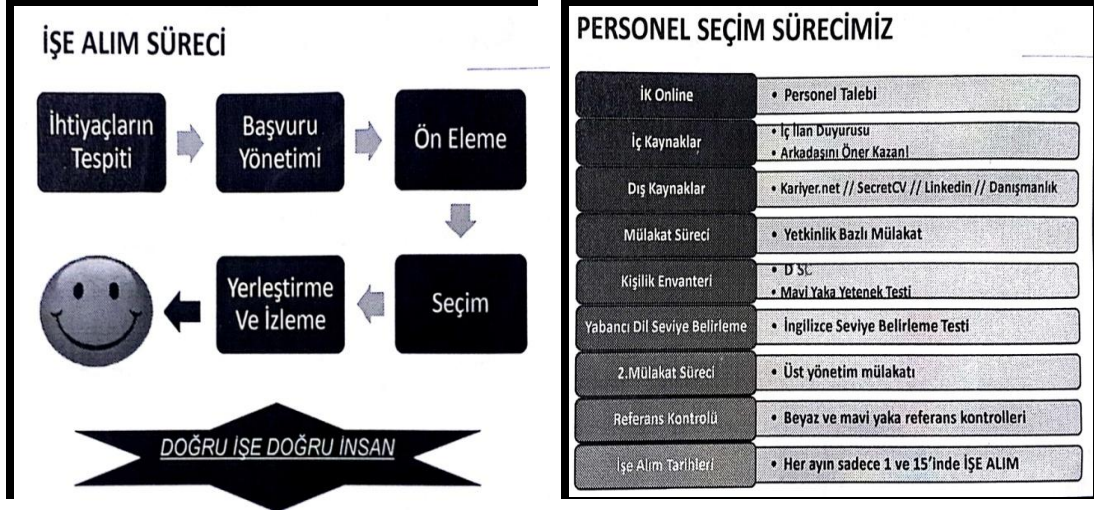 İŞE ALIM SÜRECİ
İhtiyaçların
Tespiti
Başvuru
Yönetimi
Ön Eleme
Seçim
Yerleştirme
Ve İzleme
DOĞRU İŞE DOĞRU İNSAN
PERSONEL SEÇİM SÜRECİMİZ
İK Online
• Personel Talebi
İç Kaynaklar
• İç İlan Duyurusu
• Arkadaşını Öner Kazan!
Dış Kaynaklar
• Kariyer.net // SecretCV // Linkedin // Danışmanlık
Mülakat Süreci
• Yetkinlik Bazlı Mülakat
Kişilik Envanteri
• D SC
• Mavi Yaka Yetenek Testi
Yabancı Dil Seviye Belirleme
• İngilizce Seviye Belirleme Testi
2.Mülakat Süreci
• Üst yönetim mülakatı
Referans Kontrolü
• Beyaz ve mavi yaka referans kontrolleri
İşe Alım Tarihleri
• Her ayın sadece 1 ve 15'inde İŞE ALIM